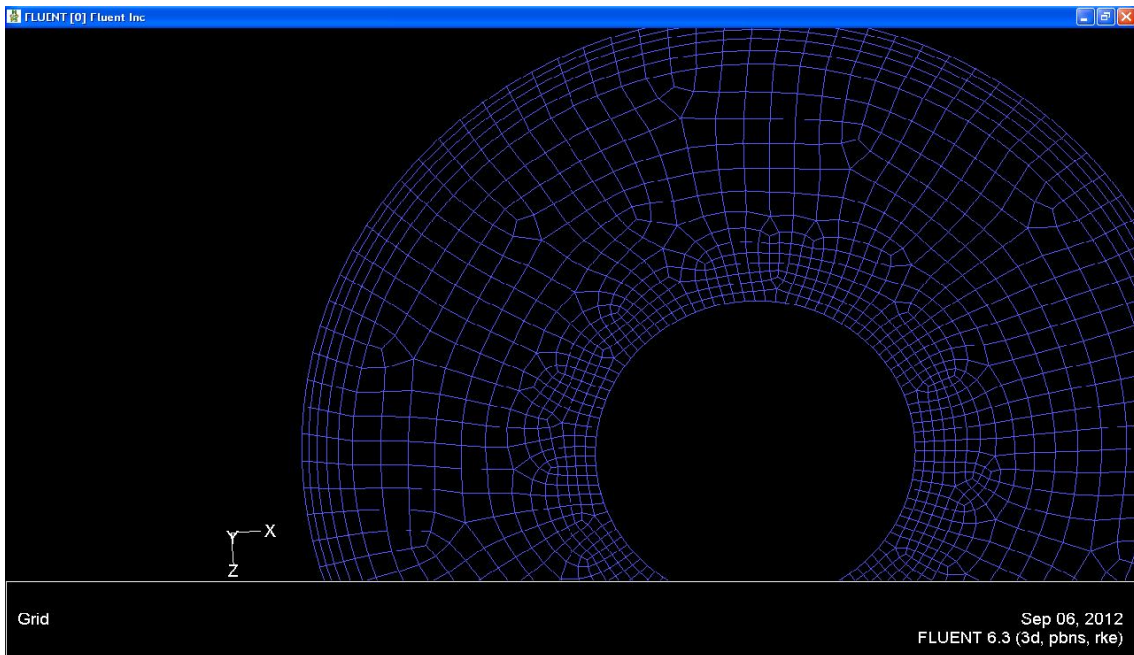 FLUENT [0] Fluent Inc
Y
X
Z
Grid
Sep 06, 2012
FLUENT 6.3 (3d, pbns, rke)